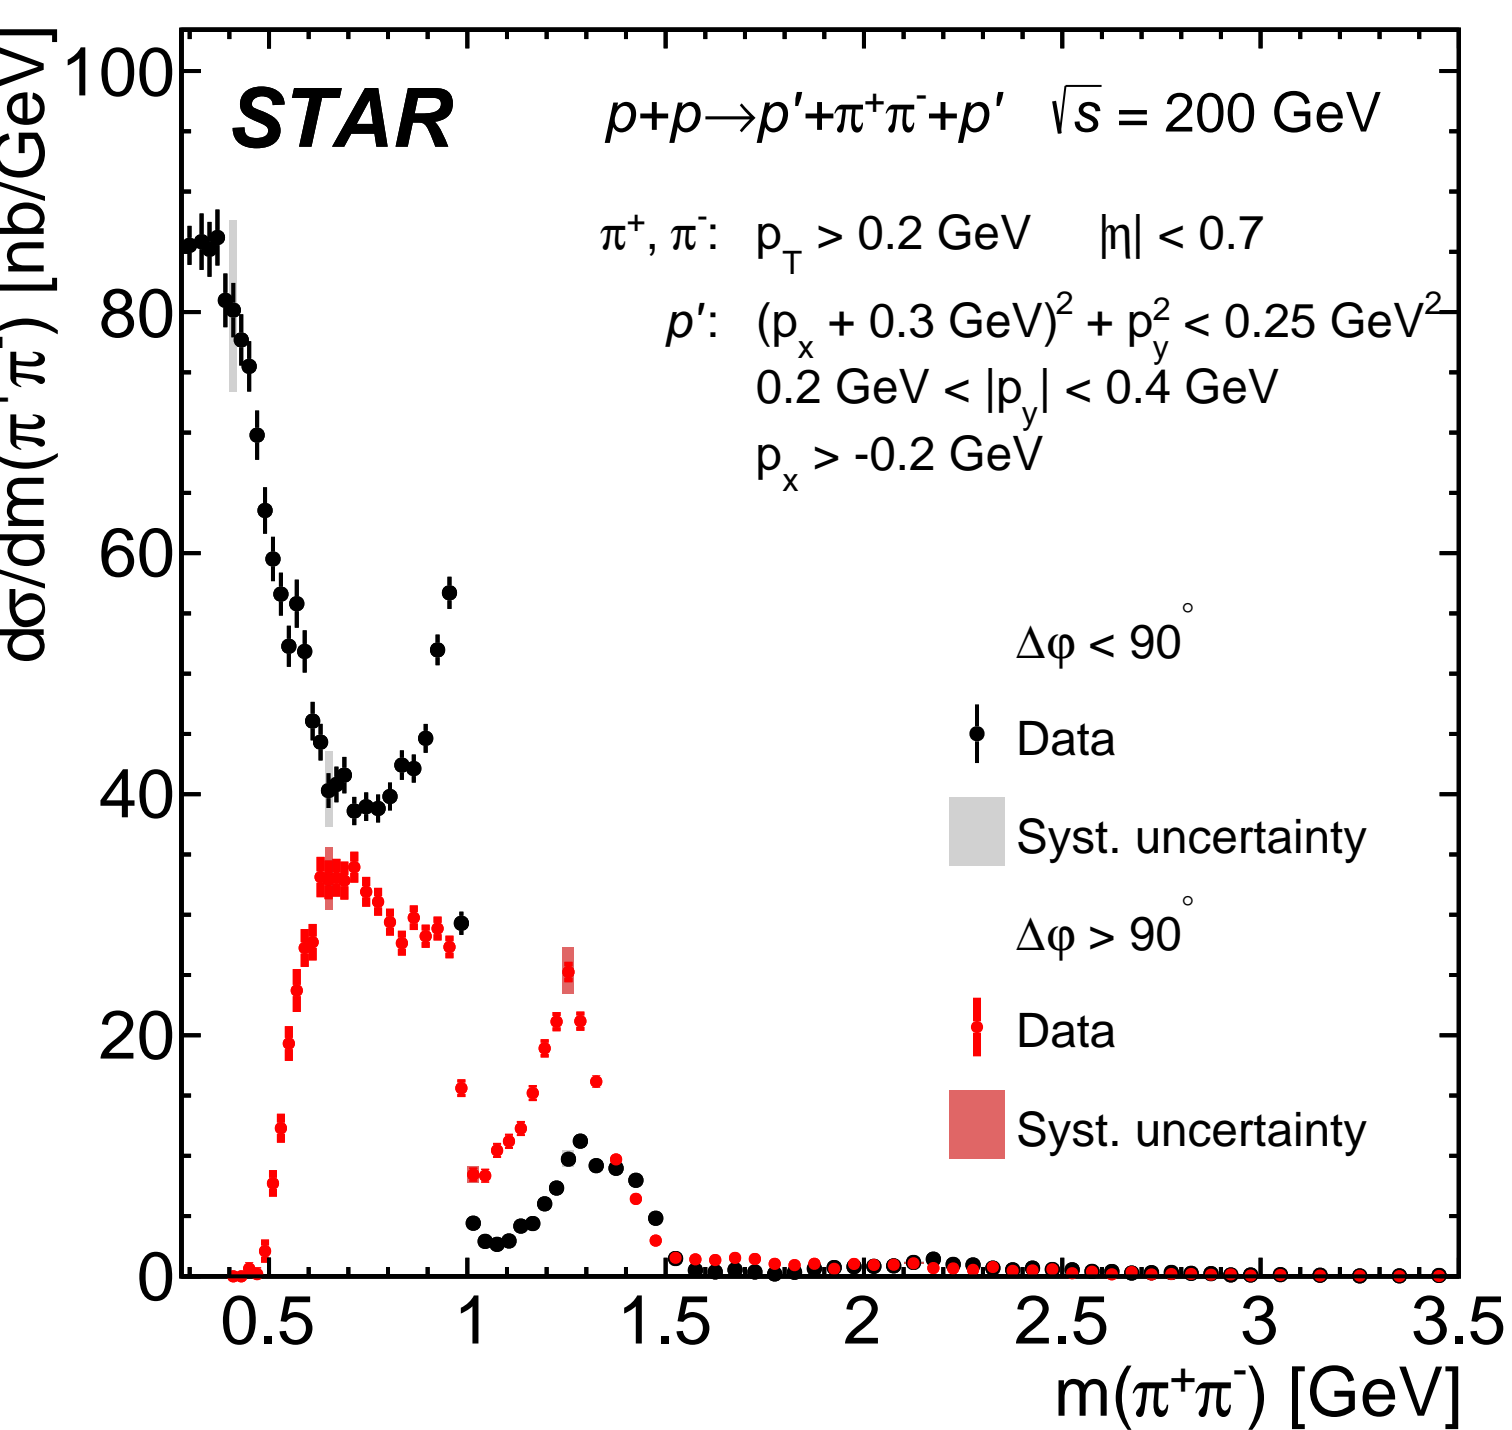 dσ/dm(π⁺π⁻) [nb/GeV]
100
80
60
40
20
0
STAR
p+p→p′+π⁺π⁻+p′ √s = 200 GeV
π⁺, π⁻: p_T > 0.2 GeV |η| < 0.7
p′: (p_x + 0.3 GeV)² + p_y² < 0.25 GeV²
0.2 GeV < |p_y| < 0.4 GeV
p_x > -0.2 GeV
Δφ < 90°
Data
Syst. uncertainty
Δφ > 90°
Data
Syst. uncertainty
0.5 1 1.5 2 2.5 3 3.5
m(π⁺π⁻) [GeV]